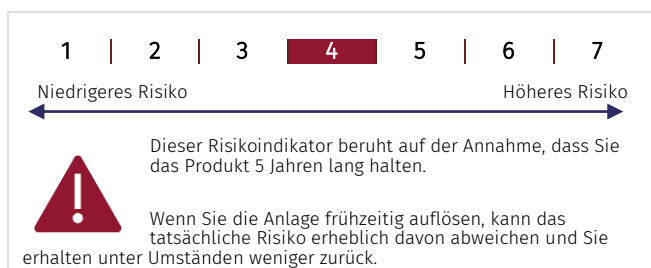 1 | 2 | 3 | 4 | 5 | 6 | 7
Niedrigeres Risiko Höheres Risiko
Dieser Risikoindikator beruht auf der Annahme, dass Sie
das Produkt 5 Jahren lang halten.
Wenn Sie die Anlage frühzeitig auflösen, kann das
tatsächliche Risiko erheblich davon abweichen und Sie
erhalten unter Umständen weniger zurück.